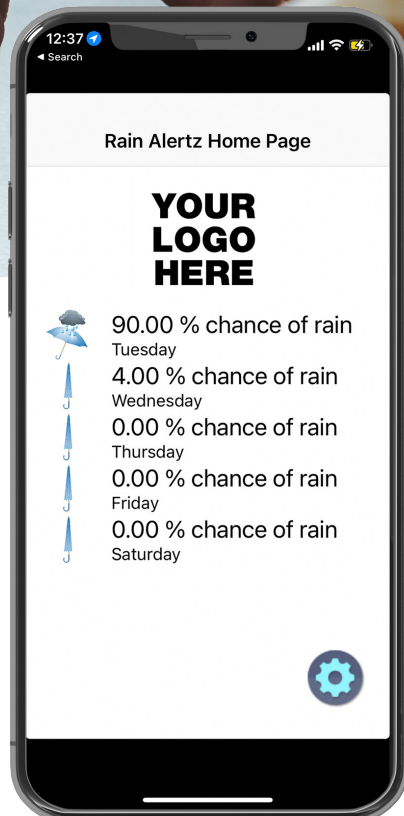 12:37
◀ Search
Rain Alertz Home Page
YOUR
LOGO
HERE
90.00 % chance of rain
Tuesday
4.00 % chance of rain
Wednesday
0.00 % chance of rain
Thursday
0.00 % chance of rain
Friday
0.00 % chance of rain
Saturday